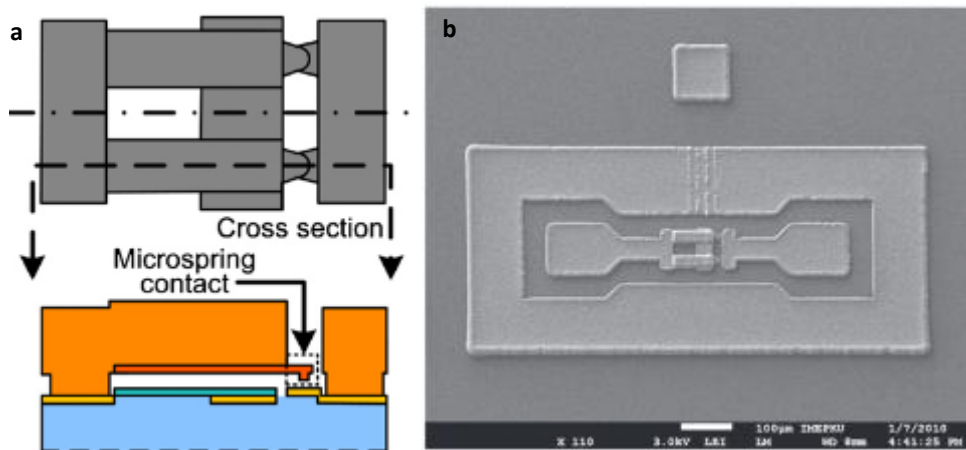 a
Cross section
Microspring
contact
b
100μm IMEPKU 1/7/2010
X 110 3.0kV LEI LM WD 8mm 4:41:25 PM